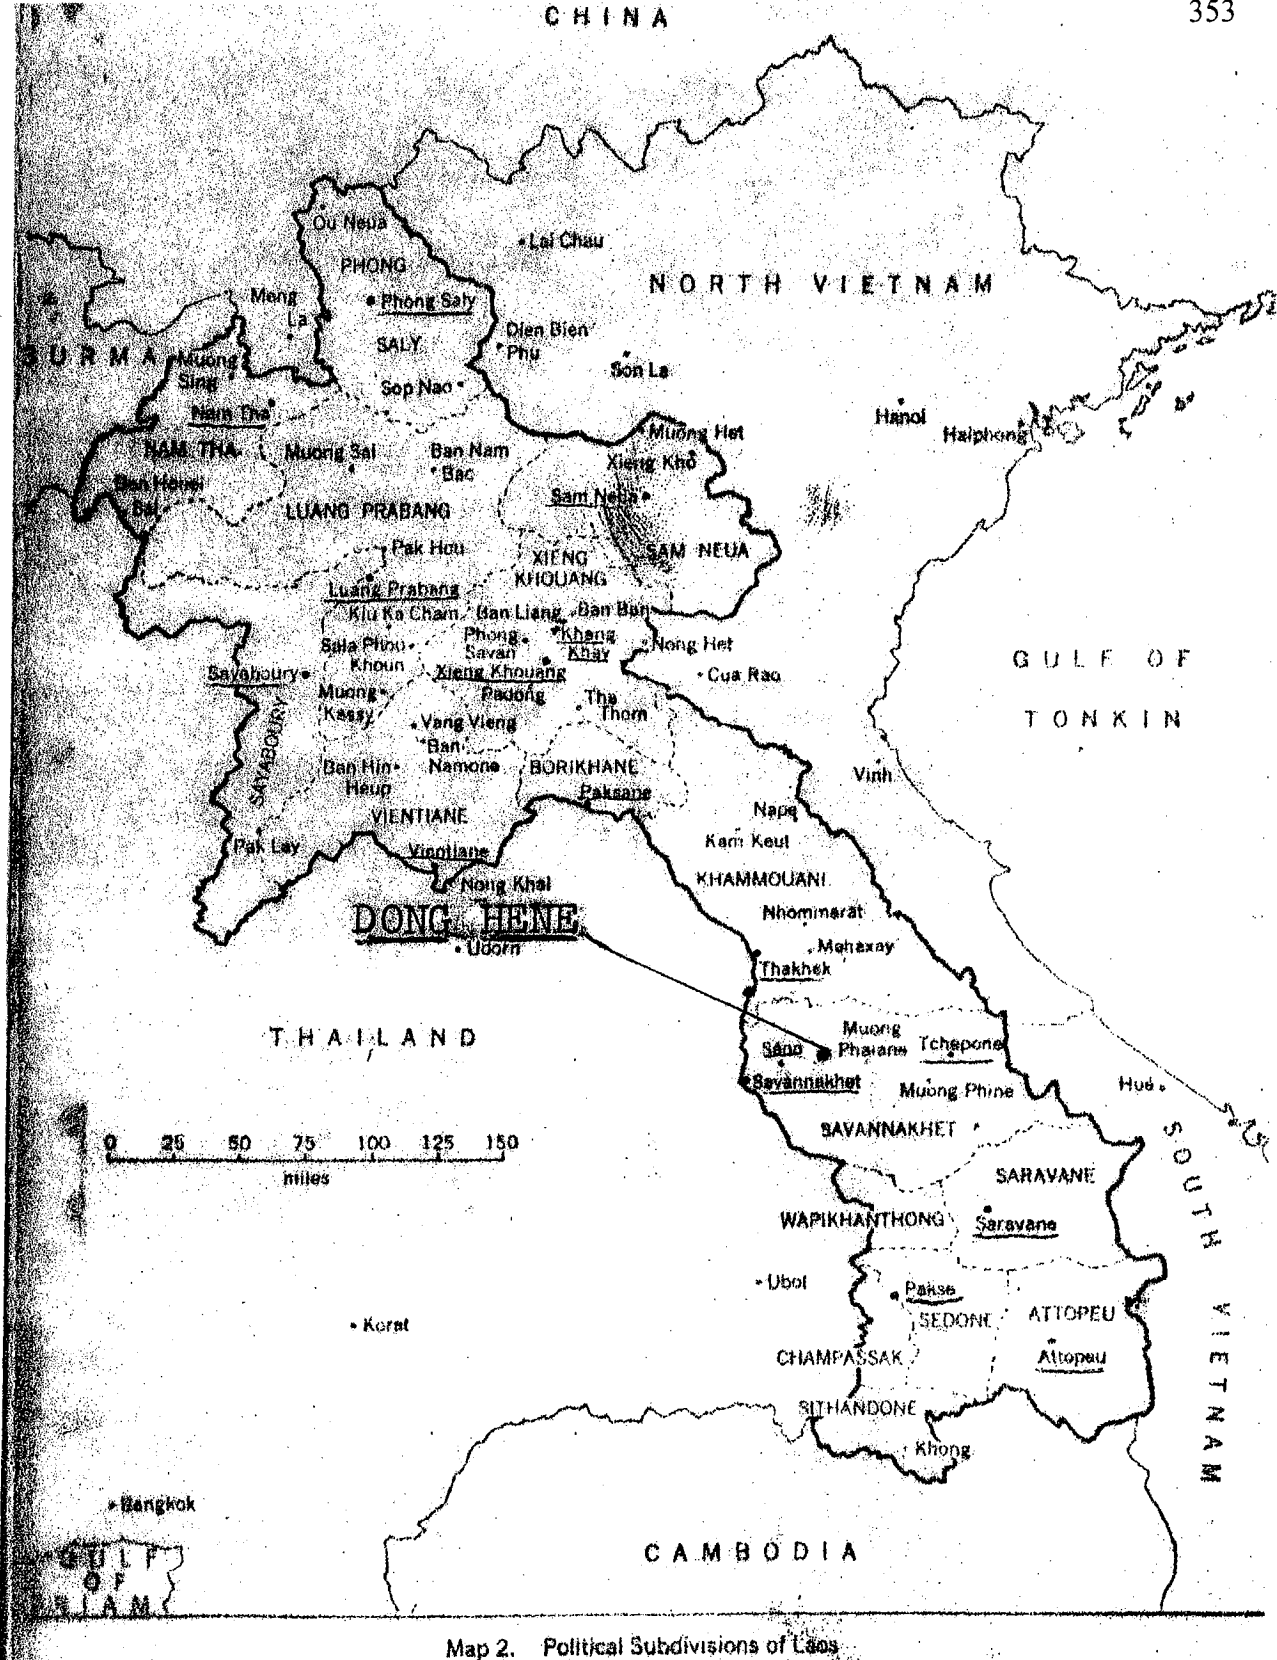 353
CHINA
Ou Neua
Lai Chau
PHONG
NORTH VIETNAM
Mong
La
Phong Saly
Dien Bien
Phu
SALY
BURMA
Muong
Sing
Son La
Sop Nao
Nam Tha
Hanoi
Haiphong
Muong Het
NAM THA
Muong Sai
Ban Nam
Bac
Xieng Kho
Ban Houei
Sai
Sam Neua
LUANG PRABANG
Pak Hou
XIENG
KHOUANG
SAM NEUA
Luang Prabang
Kiu Ka Cham
Ban Liang
Ban Ban
Sala Phou
Khoun
Phong
Savan
Khang
Khay
Nong Het
GULF OF
TONKIN
Sayaboury
Xieng Khouang
Cua Rao
Muong
Kassy
Padong
Tha
Thom
SAYABOURY
Vang Vieng
Ban
Namone
Ban Hin
Heup
BORIKHANE
Vinh
Paksane
VIENTIANE
Nape
Kam Keut
Pak Lay
Vientiane
KHAMMOUANI
Nong Khai
Nhommarat
DONG HENE
Udorn
Mahaxay
Thakhek
THAILAND
Muong
Phalane
Tchepone
Seno
Savannakhet
Muong Phine
Hué
SAVANNAKHET
0 25 50 75 100 125 150
miles
SOUTH VIETNAM
SARAVANE
WAPIKHANTHONG
Saravane
Ubol
Pakse
SEDONE
ATTOPEU
Korat
CHAMPASSAK
Attopeu
SITHANDONE
Khong
Bangkok
GULF
OF
SIAM
CAMBODIA
Map 2. Political Subdivisions of Laos